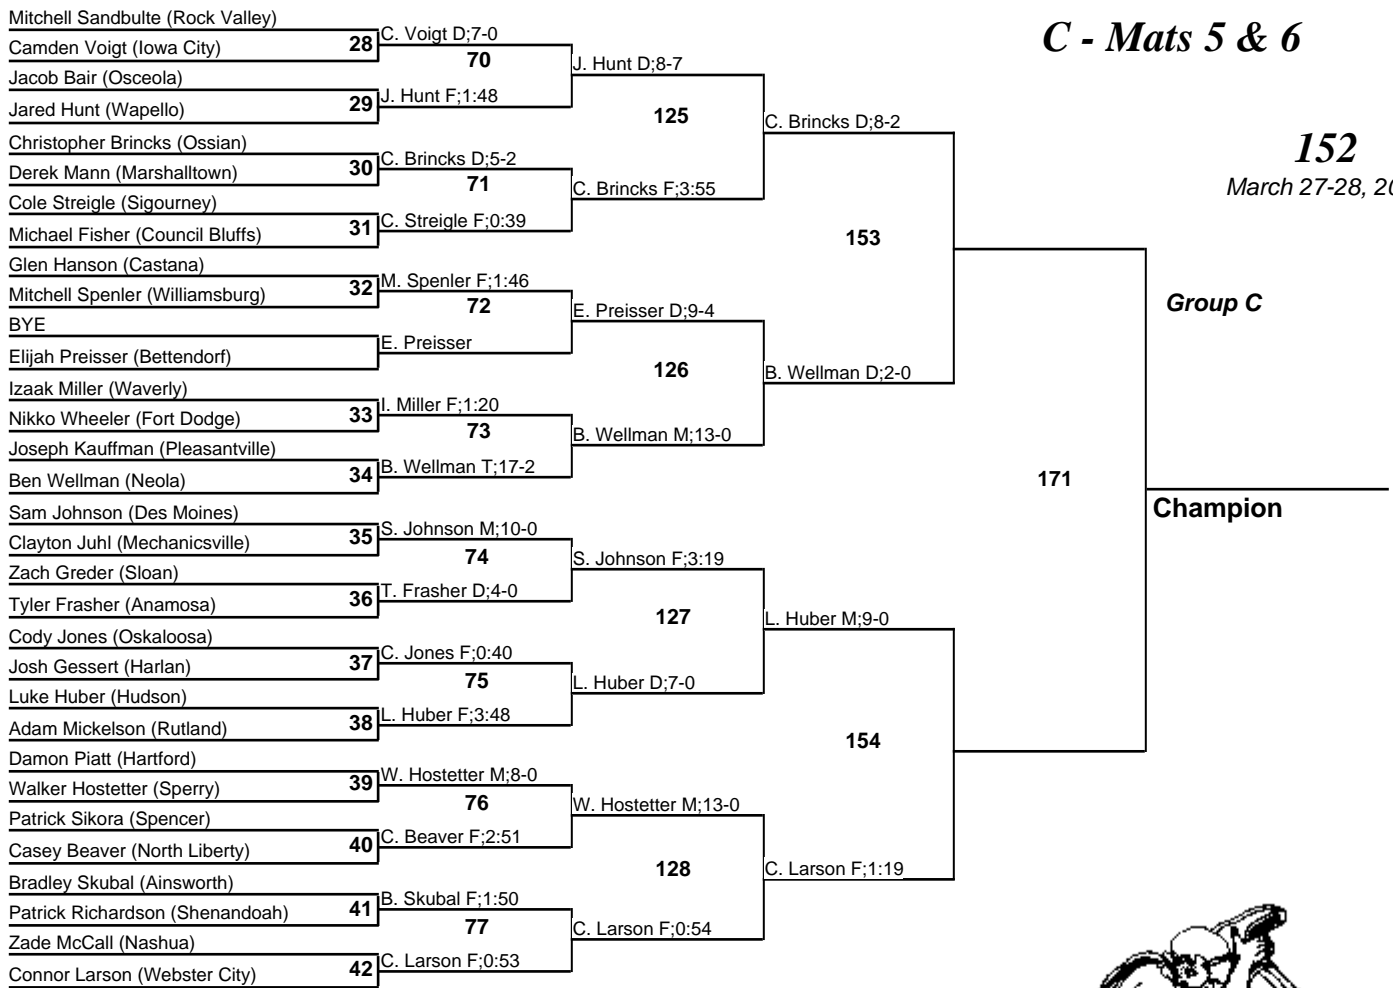 C - Mats 5 & 6
152
March 27-28, 20
Group C
Mitchell Sandbulte (Rock Valley)
Camden Voigt (Iowa City)
Jacob Bair (Osceola)
Jared Hunt (Wapello)
Christopher Brincks (Ossian)
Derek Mann (Marshalltown)
Cole Streigle (Sigourney)
Michael Fisher (Council Bluffs)
Glen Hanson (Castana)
Mitchell Spenler (Williamsburg)
BYE
Elijah Preisser (Bettendorf)
Izaak Miller (Waverly)
Nikko Wheeler (Fort Dodge)
Joseph Kauffman (Pleasantville)
Ben Wellman (Neola)
Sam Johnson (Des Moines)
Clayton Juhl (Mechanicsville)
Zach Greder (Sloan)
Tyler Frasher (Anamosa)
Cody Jones (Oskaloosa)
Josh Gessert (Harlan)
Luke Huber (Hudson)
Adam Mickelson (Rutland)
Damon Piatt (Hartford)
Walker Hostetter (Sperry)
Patrick Sikora (Spencer)
Casey Beaver (North Liberty)
Bradley Skubal (Ainsworth)
Patrick Richardson (Shenandoah)
Zade McCall (Nashua)
Connor Larson (Webster City)
28
29
30
31
32
33
34
35
36
37
38
39
40
41
42
C. Voigt D;7-0
70
J. Hunt F;1:48
C. Brincks D;5-2
71
C. Streigle F;0:39
M. Spenler F;1:46
72
E. Preisser
I. Miller F;1:20
73
B. Wellman T;17-2
S. Johnson M;10-0
74
T. Frasher D;4-0
C. Jones F;0:40
75
L. Huber F;3:48
W. Hostetter M;8-0
76
C. Beaver F;2:51
B. Skubal F;1:50
77
C. Larson F;0:53
J. Hunt D;8-7
125
C. Brincks F;3:55
E. Preisser D;9-4
126
B. Wellman M;13-0
S. Johnson F;3:19
127
L. Huber D;7-0
W. Hostetter M;13-0
128
C. Larson F;0:54
C. Brincks D;8-2
153
B. Wellman D;2-0
L. Huber M;9-0
154
C. Larson F;1:19
171
Champion